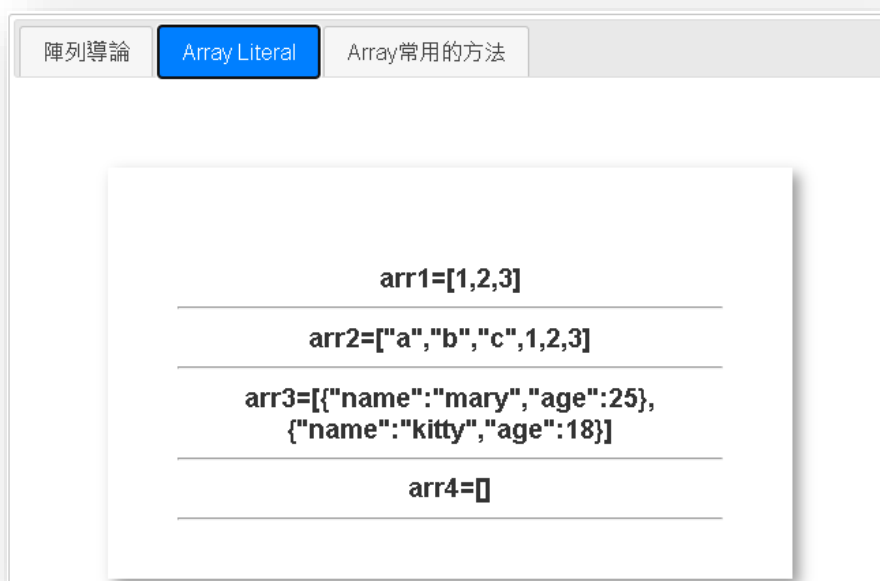 陣列導論
Array Literal
Array常用的方法
arr1=[1,2,3]
arr2=["a","b","c",1,2,3]
arr3=[{"name":"mary","age":25},
{"name":"kitty","age":18}]
arr4=[]